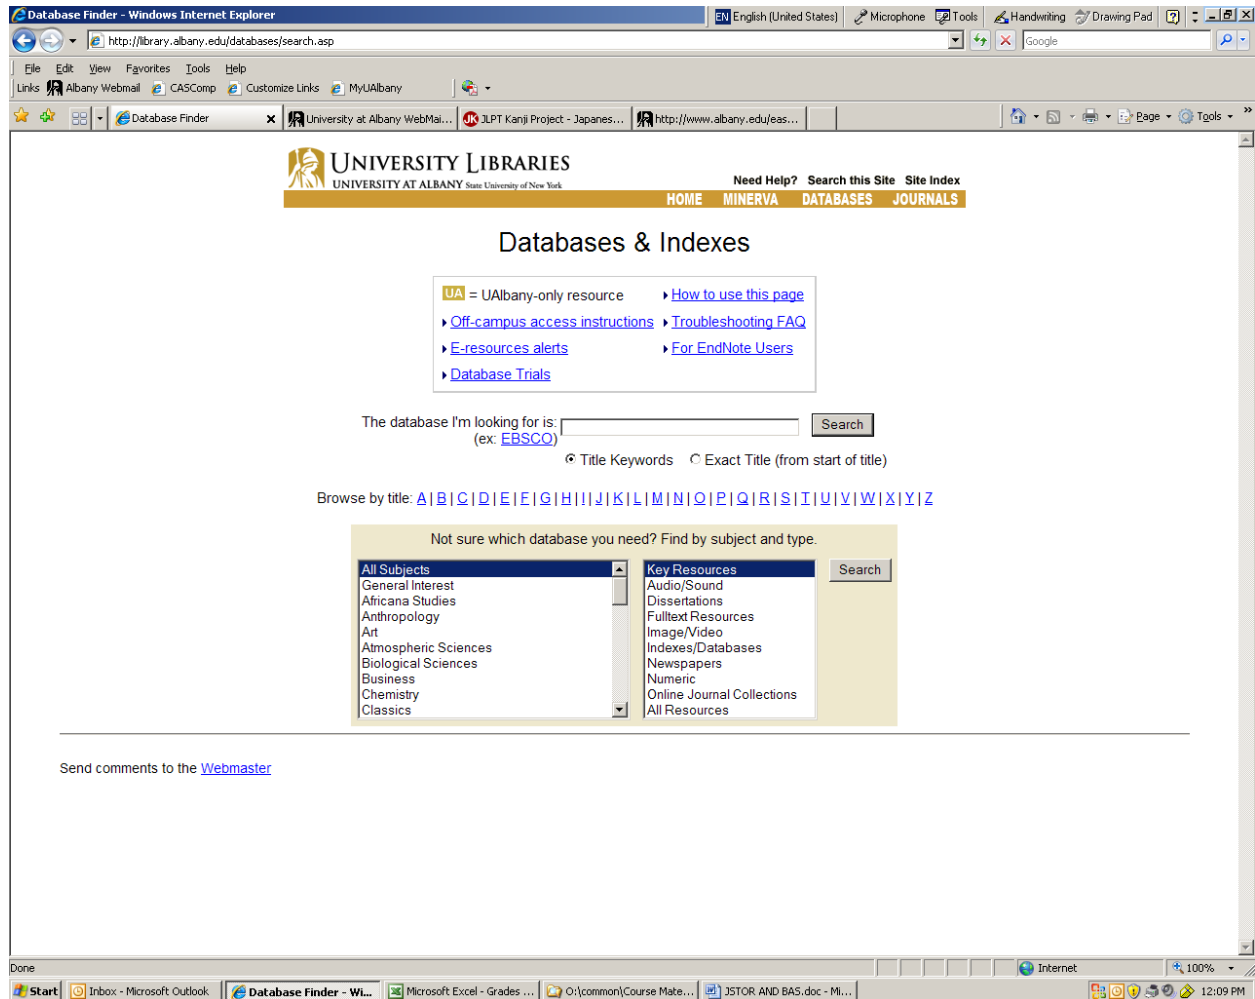 Database Finder - Windows Internet Explorer
EN English (United States) Microphone Tools Handwriting Drawing Pad
http://library.albany.edu/databases/search.asp
Google
File Edit View Favorites Tools Help
Links Albany Webmail CASComp Customize Links MyUAlbany
Database Finder University at Albany WebMai... JLPT Kanji Project - Japanes... http://www.albany.edu/eas... Page Tools
UNIVERSITY LIBRARIES
UNIVERSITY AT ALBANY State University of New York
Need Help? Search this Site Site Index
HOME MINERVA DATABASES JOURNALS
Databases & Indexes
UA = UAlbany-only resource How to use this page
Off-campus access instructions Troubleshooting FAQ
E-resources alerts For EndNote Users
Database Trials
The database I'm looking for is: Search
(ex: EBSCO)
Title Keywords Exact Title (from start of title)
Browse by title: A | B | C | D | E | F | G | H | I | J | K | L | M | N | O | P | Q | R | S | T | U | V | W | X | Y | Z
Not sure which database you need? Find by subject and type.
All Subjects Key Resources Search
General Interest Audio/Sound
Africana Studies Dissertations
Anthropology Fulltext Resources
Art Image/Video
Atmospheric Sciences Indexes/Databases
Biological Sciences Newspapers
Business Numeric
Chemistry Online Journal Collections
Classics All Resources
Send comments to the Webmaster
Done Internet 100%
Start Inbox - Microsoft Outlook Database Finder - Wi... Microsoft Excel - Grades ... O:\common\Course Mate... JSTOR AND BAS.doc - Mi... 12:09 PM